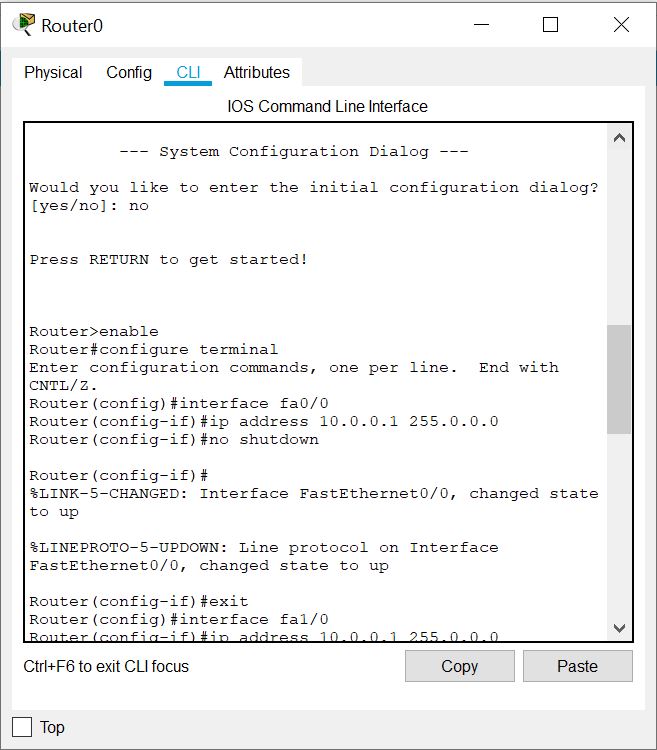 Router0
Physical Config CLI Attributes
IOS Command Line Interface
--- System Configuration Dialog ---
Would you like to enter the initial configuration dialog?
[yes/no]: no
Press RETURN to get started!
Router>enable
Router#configure terminal
Enter configuration commands, one per line.  End with
CNTL/Z.
Router(config)#interface fa0/0
Router(config-if)#ip address 10.0.0.1 255.0.0.0
Router(config-if)#no shutdown
Router(config-if)#
%LINK-5-CHANGED: Interface FastEthernet0/0, changed state
to up
%LINEPROTO-5-UPDOWN: Line protocol on Interface
FastEthernet0/0, changed state to up
Router(config-if)#exit
Router(config)#interface fa1/0
Router(config-if)#ip address 10.0.0.1 255.0.0.0
Ctrl+F6 to exit CLI focus
Copy Paste
Top